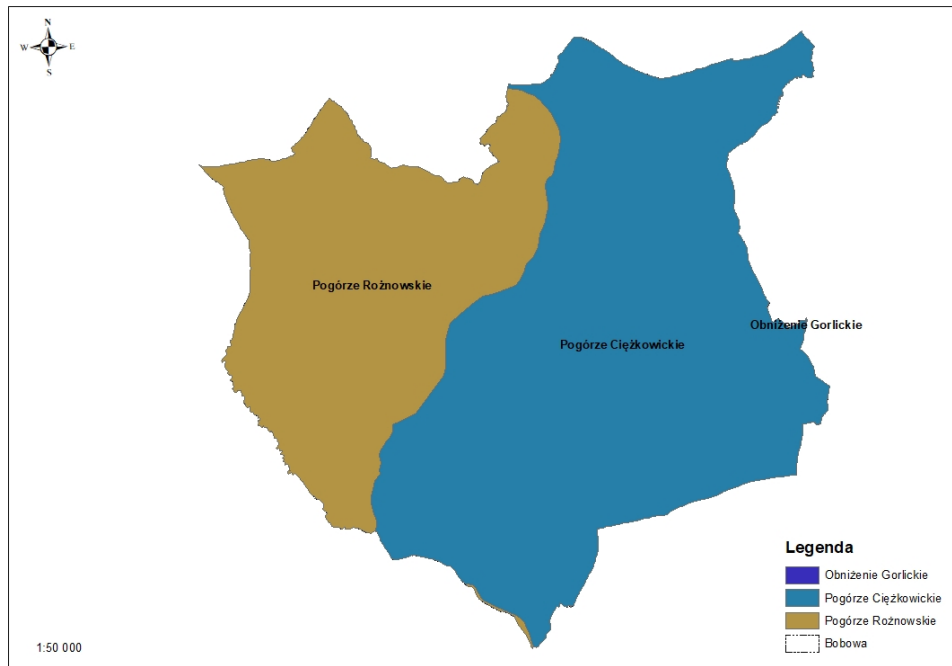 N
W E
S
Pogórze Rożnowskie
Obniżenie Gorlickie
Pogórze Ciężkowickie
Legenda
Obniżenie Gorlickie
Pogórze Ciężkowickie
Pogórze Rożnowskie
Bobowa
1:50 000